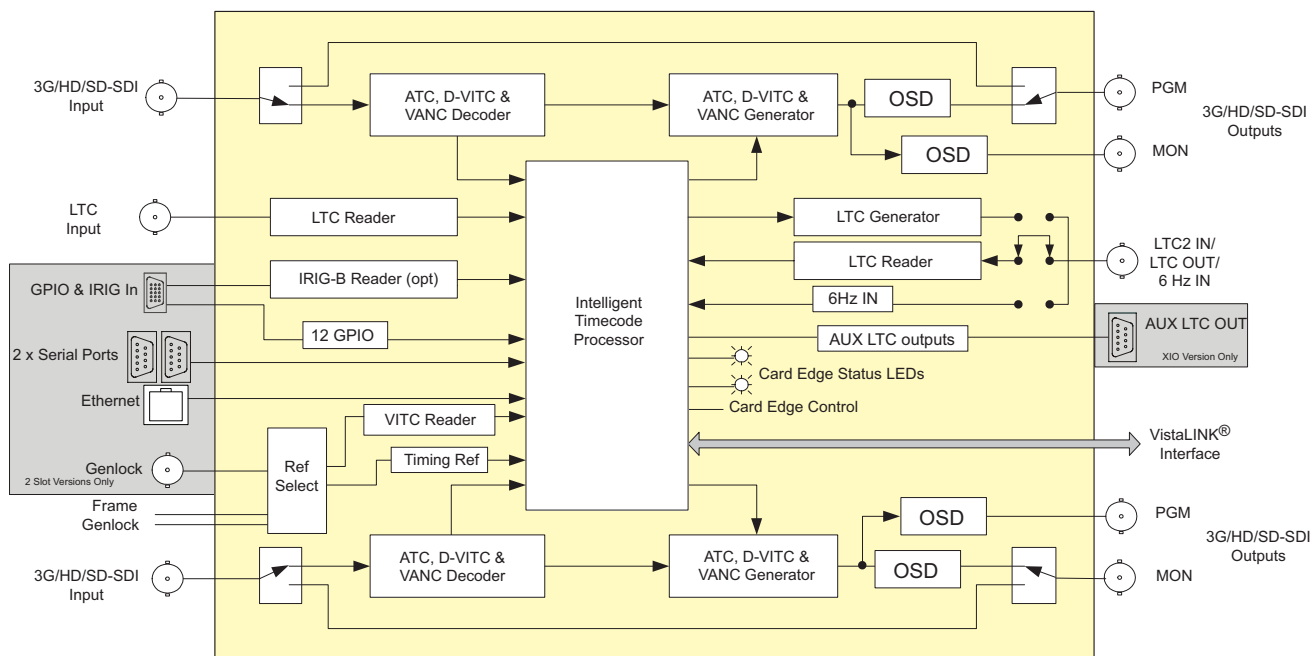 3G/HD/SD-SDI
Input
ATC, D-VITC &
VANC Decoder
ATC, D-VITC &
VANC Generator
OSD
OSD
PGM
3G/HD/SD-SDI
Outputs
MON
LTC
Input
LTC Reader
LTC Generator
LTC Reader
LTC2 IN/
LTC OUT/
6 Hz IN
GPIO & IRIG In
IRIG-B Reader (opt)
6Hz IN
12 GPIO
Intelligent
Timecode
Processor
AUX LTC outputs
AUX LTC OUT
XIO Version Only
2 x Serial Ports
Card Edge Status LEDs
Ethernet
Card Edge Control
VITC Reader
VistaLINK®
Interface
Genlock
2 Slot Versions Only
Ref
Select
Timing Ref
Frame
Genlock
3G/HD/SD-SDI
Input
ATC, D-VITC &
VANC Decoder
ATC, D-VITC &
VANC Generator
OSD
OSD
PGM
3G/HD/SD-SDI
Outputs
MON